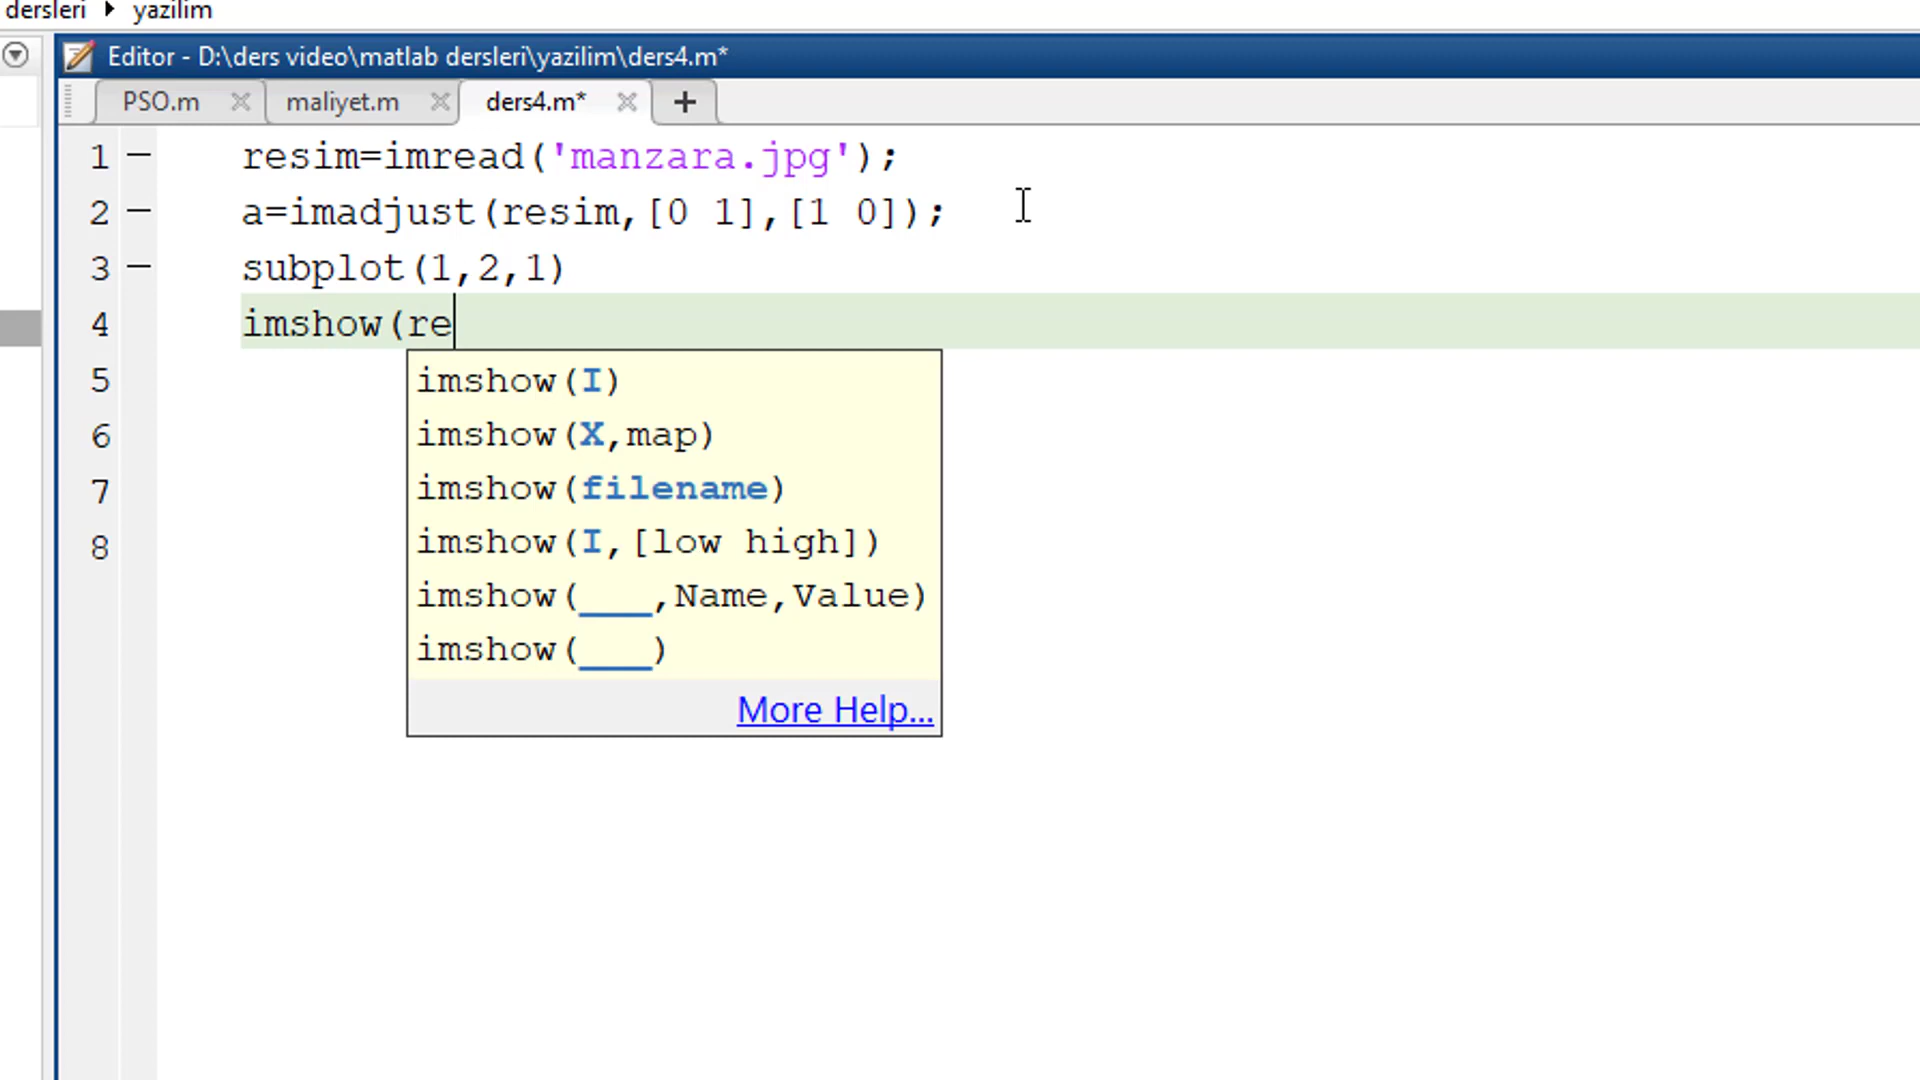 dersleri ▶ yazilim
Editor - D:\ders video\matlab dersleri\yazilim\ders4.m*
PSO.m × maliyet.m × ders4.m* × +
1 – resim=imread('manzara.jpg');
2 – a=imadjust(resim,[0 1],[1 0]);
3 – subplot(1,2,1)
4 imshow(re
5
6
7
8
imshow(I)
imshow(X,map)
imshow(filename)
imshow(I,[low high])
imshow(___,Name,Value)
imshow(___)
More Help...